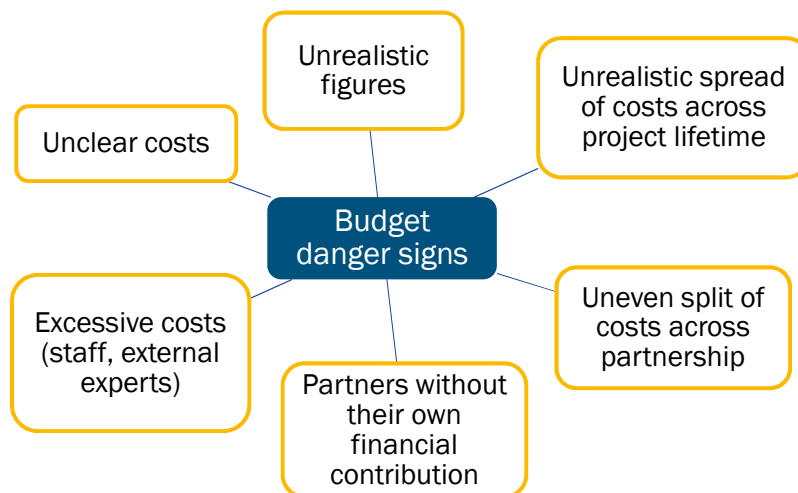 Unrealistic
figures
Unrealistic spread
of costs across
project lifetime
Unclear costs
Budget
danger signs
Excessive costs
(staff, external
experts)
Uneven split of
costs across
partnership
Partners without
their own
financial
contribution